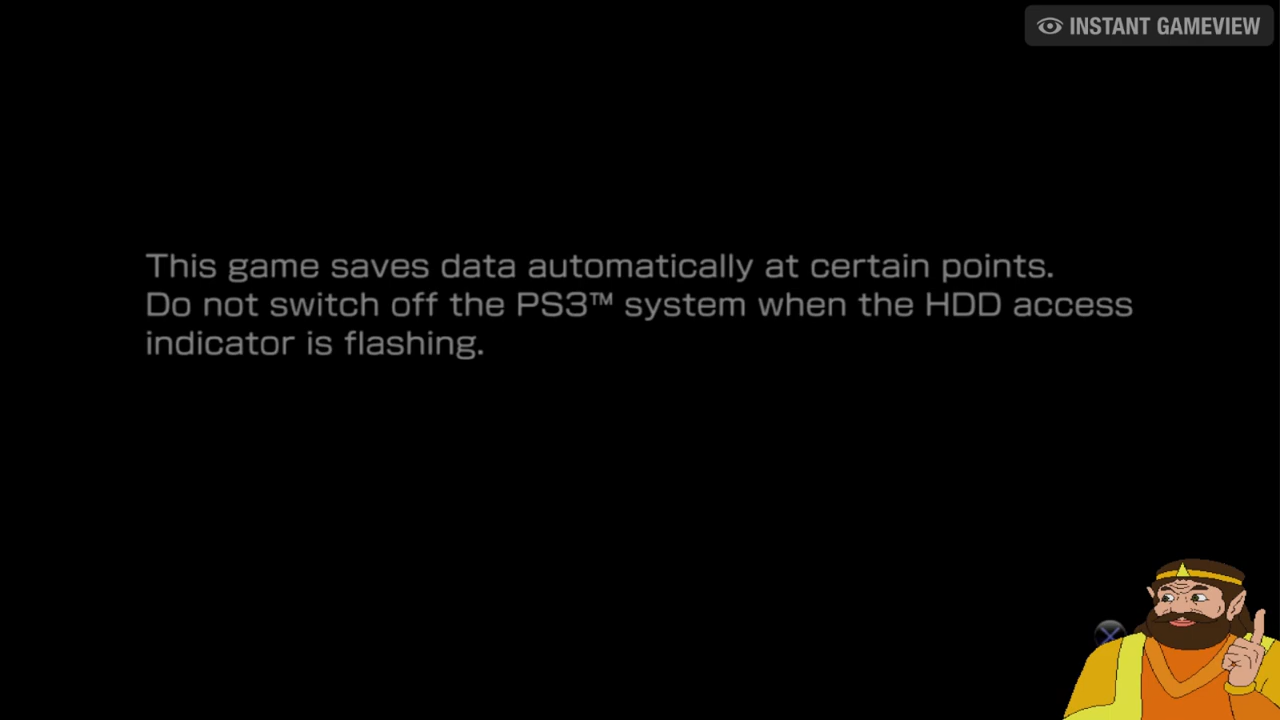 INSTANT GAMEVIEW
This game saves data automatically at certain points.
Do not switch off the PS3™ system when the HDD access
indicator is flashing.